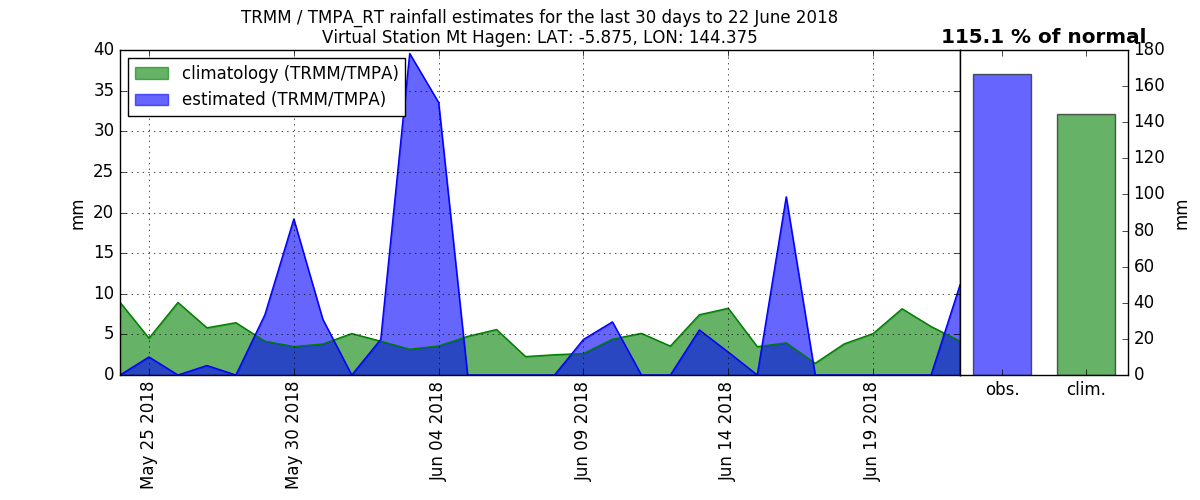 TRMM / TMPA_RT rainfall estimates for the last 30 days to 22 June 2018
Virtual Station Mt Hagen: LAT: -5.875, LON: 144.375
115.1 % of normal
climatology (TRMM/TMPA)
estimated (TRMM/TMPA)
mm
40
35
30
25
20
15
10
5
0
May 25 2018
May 30 2018
Jun 04 2018
Jun 09 2018
Jun 14 2018
Jun 19 2018
obs.
clim.
180
160
140
120
100
80
60
40
20
0
mm